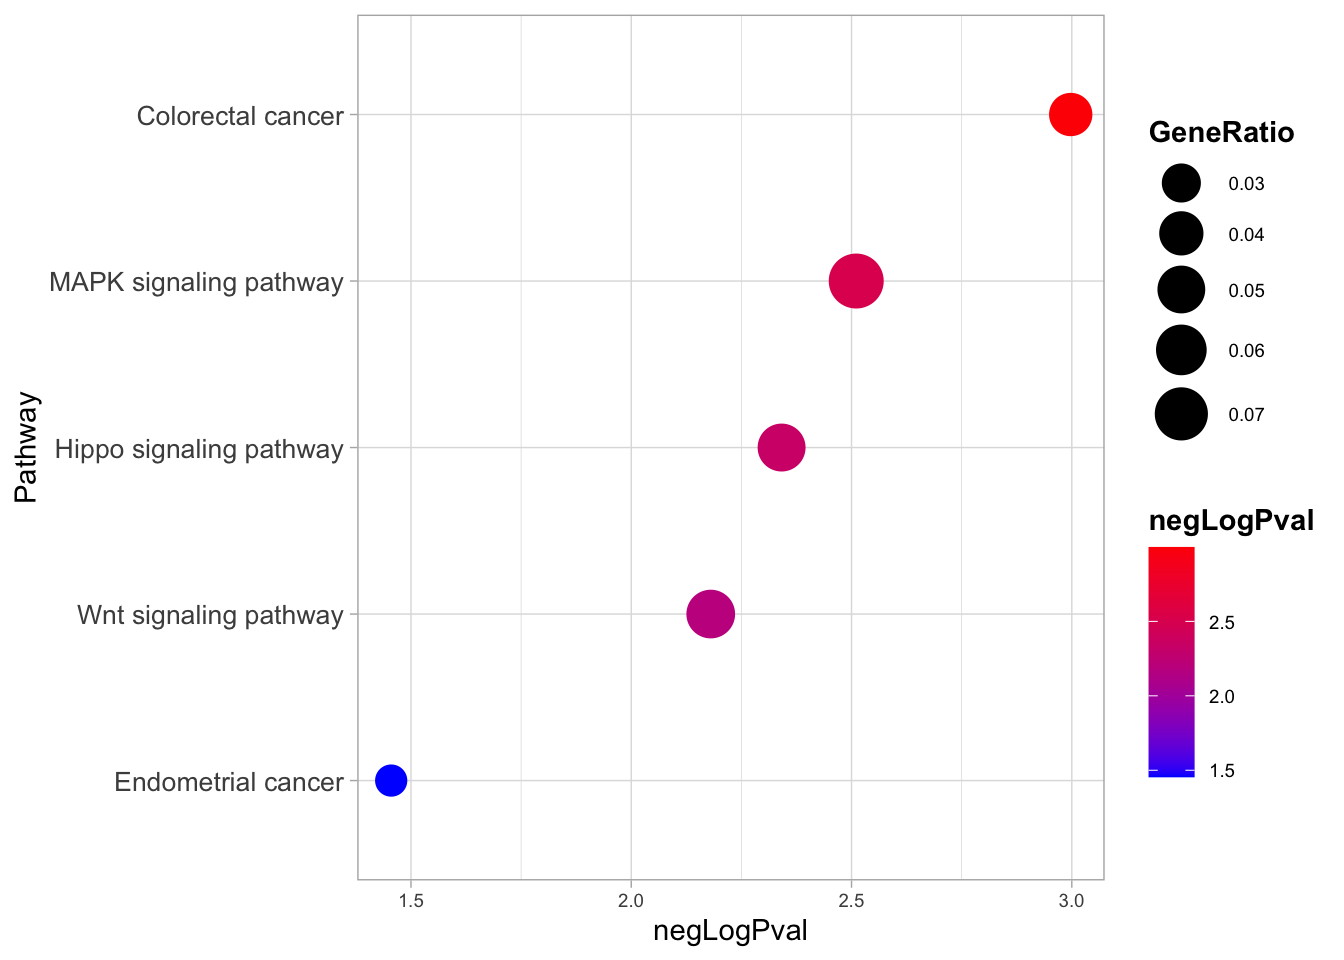 Colorectal cancer
MAPK signaling pathway
Hippo signaling pathway
Wnt signaling pathway
Endometrial cancer
Pathway
1.5
2.0
2.5
3.0
negLogPval
GeneRatio
0.03
0.04
0.05
0.06
0.07
negLogPval
2.5
2.0
1.5